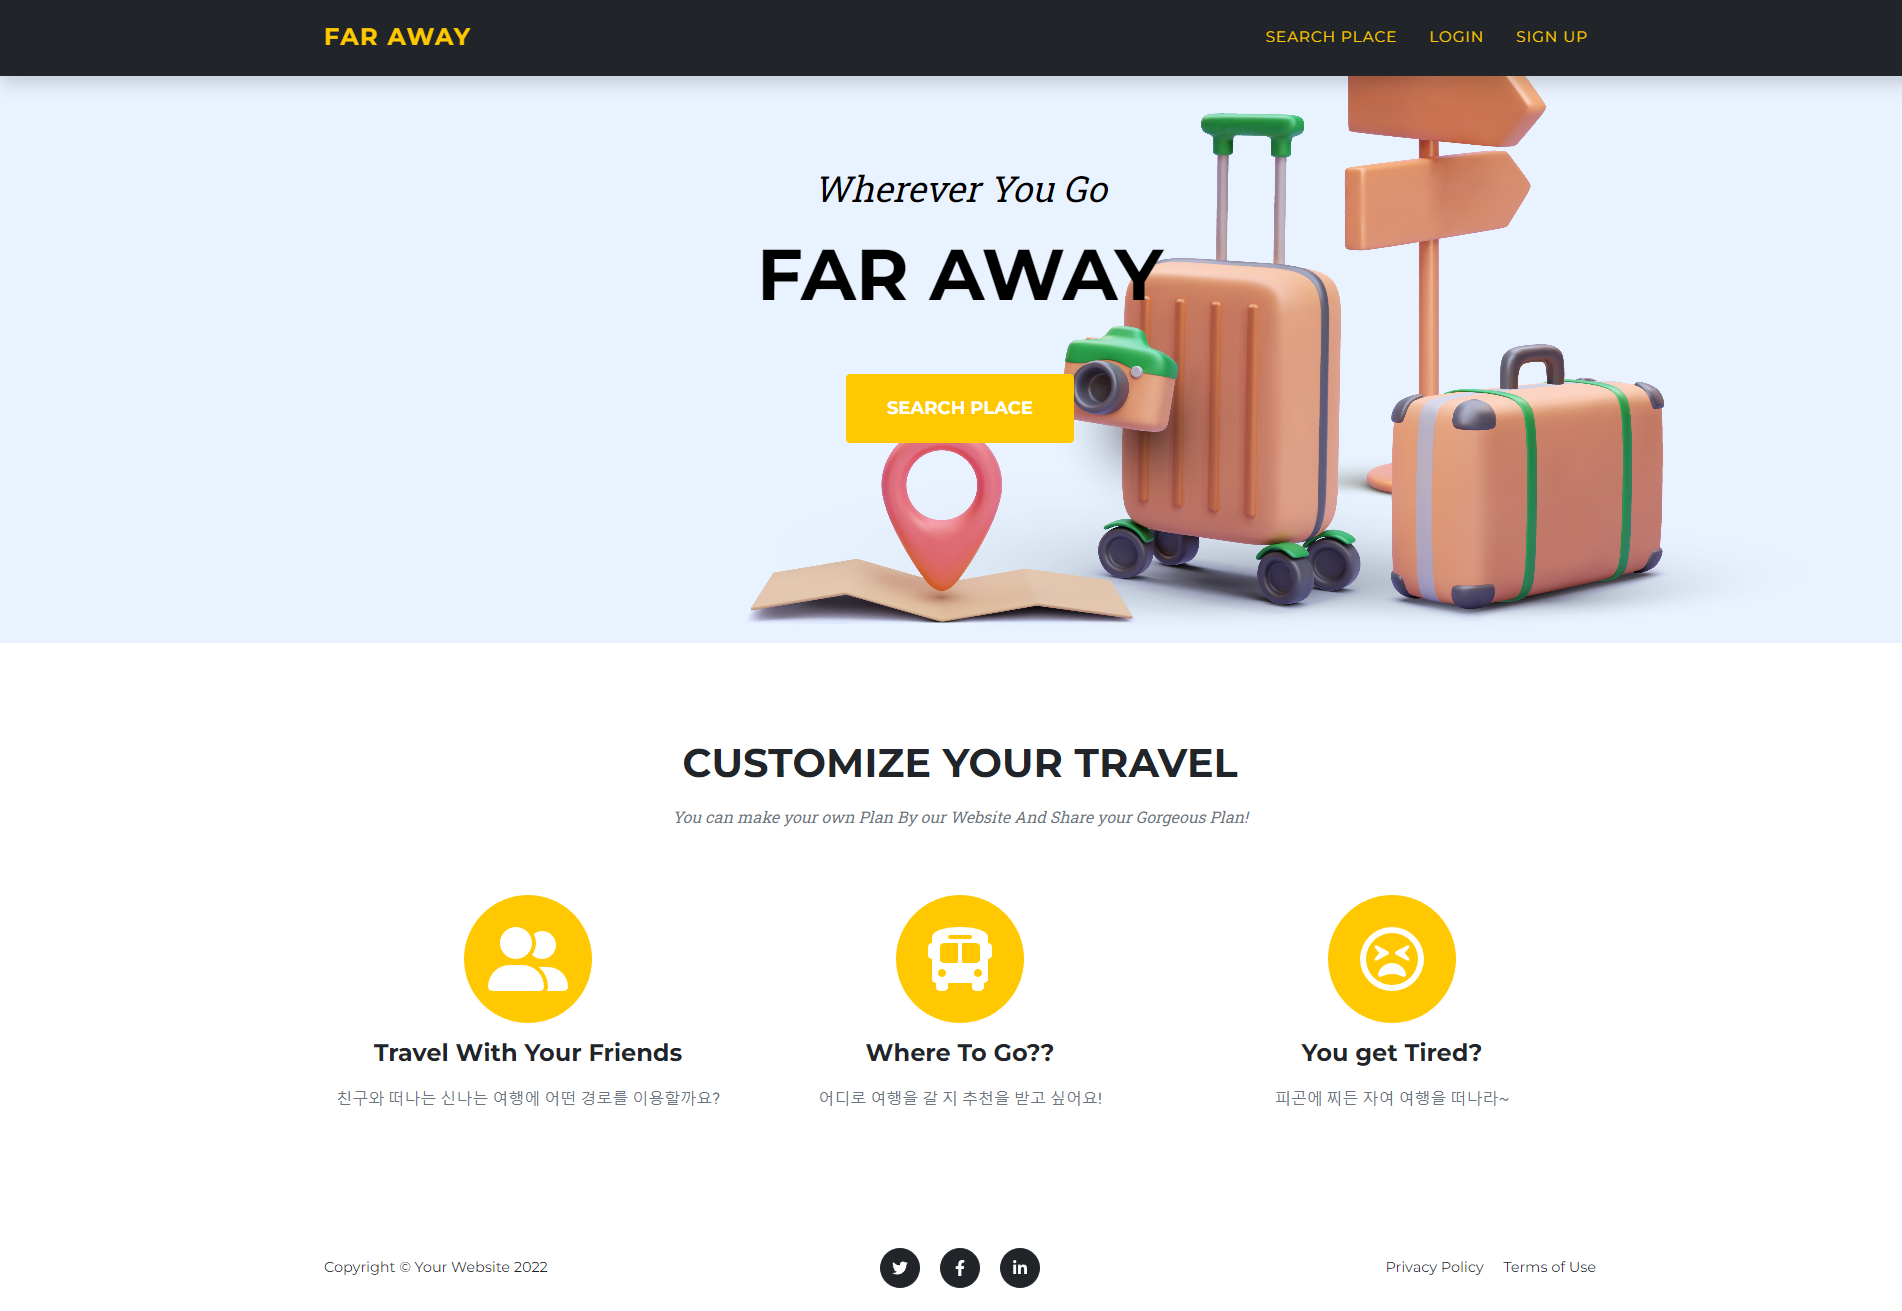 FAR AWAY
SEARCH PLACE LOGIN SIGN UP
Wherever You Go
FAR AWAY
SEARCH PLACE
CUSTOMIZE YOUR TRAVEL
You can make your own Plan By our Website And Share your Gorgeous Plan!
Travel With Your Friends
친구와 떠나는 신나는 여행에 어떤 경로를 이용할까요?
Where To Go??
어디로 여행을 갈 지 추천을 받고 싶어요!
You get Tired?
피곤에 찌든 자여 여행을 떠나라~
Copyright © Your Website 2022
Privacy Policy Terms of Use